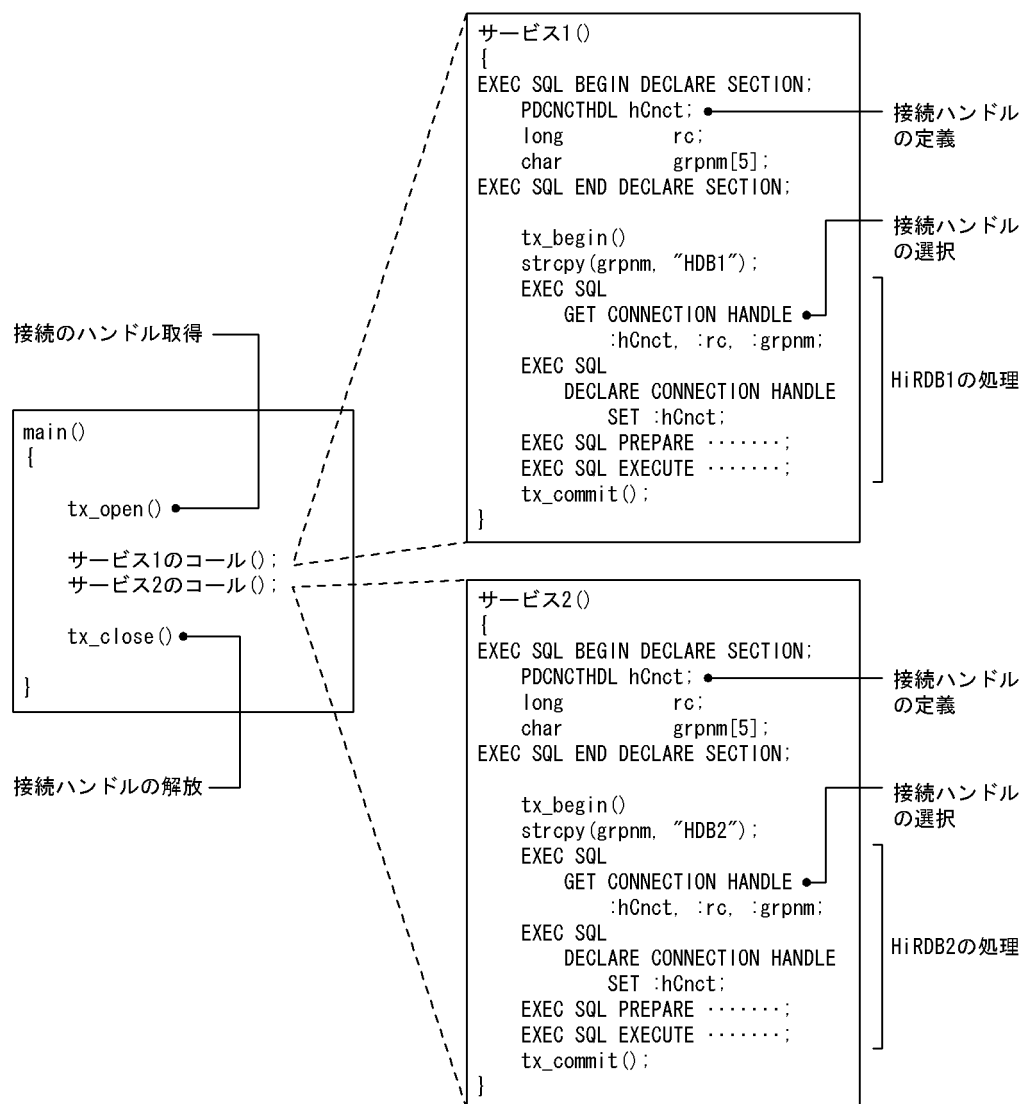 接続のハンドル取得
main()
{
tx_open()
サービス1のコール();
サービス2のコール();
tx_close()
}
接続ハンドルの解放
サービス1()
{
EXEC SQL BEGIN DECLARE SECTION;
PDCNCTHDL hCnct;
long rc;
char grpnm[5];
EXEC SQL END DECLARE SECTION;
tx_begin()
strcpy(grpnm, "HDB1");
EXEC SQL
GET CONNECTION HANDLE
:hCnct, :rc, :grpnm;
EXEC SQL
DECLARE CONNECTION HANDLE
SET :hCnct;
EXEC SQL PREPARE ·······;
EXEC SQL EXECUTE ·······;
tx_commit();
}
接続ハンドル
の定義
接続ハンドル
の選択
HiRDB1の処理
サービス2()
{
EXEC SQL BEGIN DECLARE SECTION;
PDCNCTHDL hCnct;
long rc;
char grpnm[5];
EXEC SQL END DECLARE SECTION;
tx_begin()
strcpy(grpnm, "HDB2");
EXEC SQL
GET CONNECTION HANDLE
:hCnct, :rc, :grpnm;
EXEC SQL
DECLARE CONNECTION HANDLE
SET :hCnct;
EXEC SQL PREPARE ·······;
EXEC SQL EXECUTE ·······;
tx_commit();
}
接続ハンドル
の定義
接続ハンドル
の選択
HiRDB2の処理